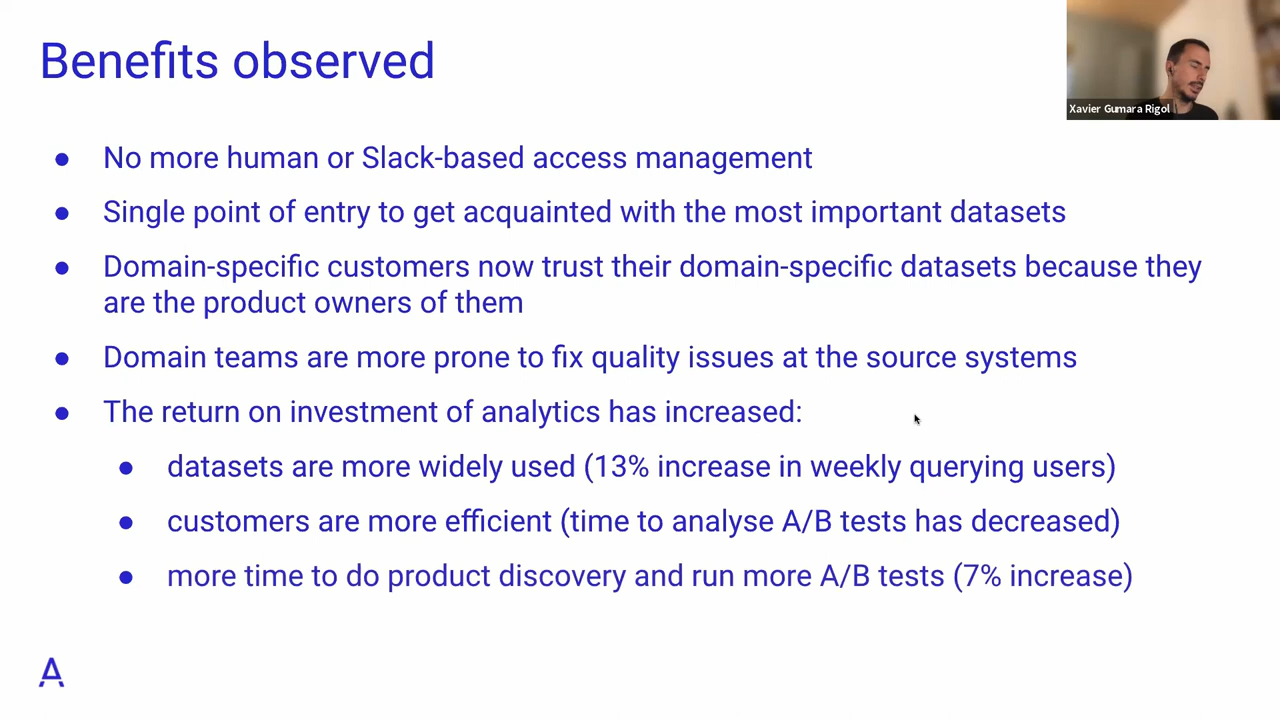 Benefits observed
Xavier Gumara Rigol
● No more human or Slack-based access management
● Single point of entry to get acquainted with the most important datasets
● Domain-specific customers now trust their domain-specific datasets because they
are the product owners of them
● Domain teams are more prone to fix quality issues at the source systems
● The return on investment of analytics has increased:
● datasets are more widely used (13% increase in weekly querying users)
● customers are more efficient (time to analyse A/B tests has decreased)
● more time to do product discovery and run more A/B tests (7% increase)
A